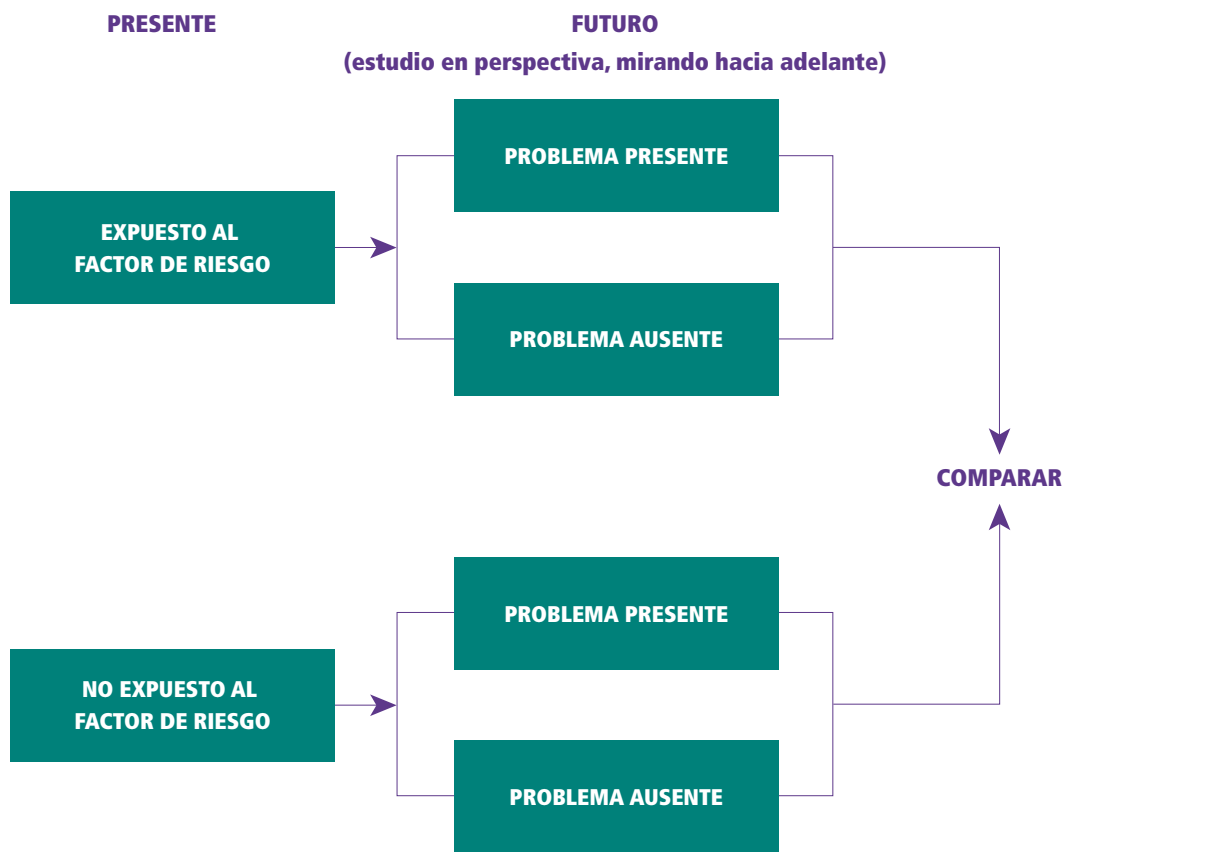 PRESENTE
FUTURO
(estudio en perspectiva, mirando hacia adelante)
PROBLEMA PRESENTE
EXPUESTO AL
FACTOR DE RIESGO
PROBLEMA AUSENTE
COMPARAR
PROBLEMA PRESENTE
NO EXPUESTO AL
FACTOR DE RIESGO
PROBLEMA AUSENTE